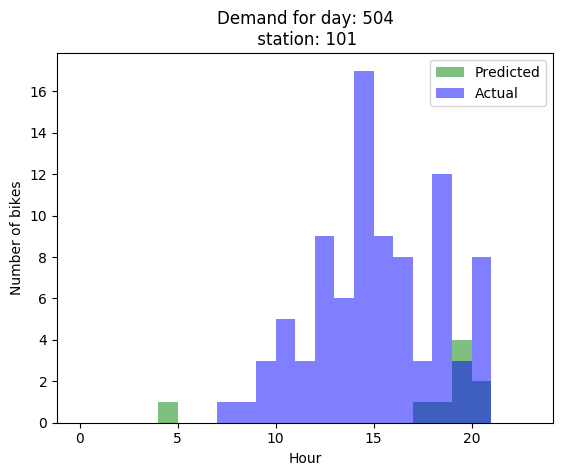 Demand for day: 504
station: 101
Predicted
Actual
Number of bikes
16
14
12
10
8
6
4
2
0
0 5 10 15 20
Hour